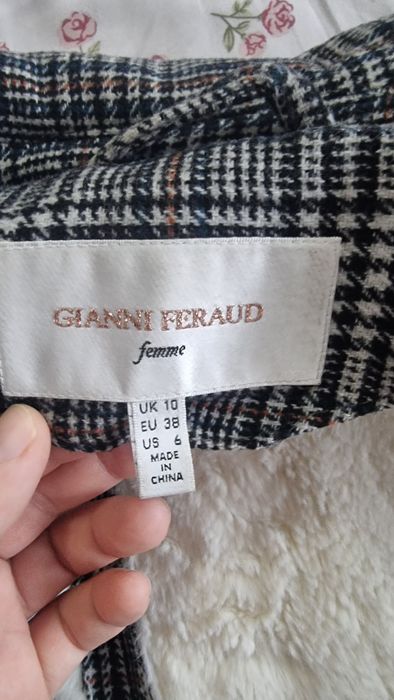 GIANNI FERAUD
femme
UK 10
EU 38
US 6
MADE
IN
CHINA